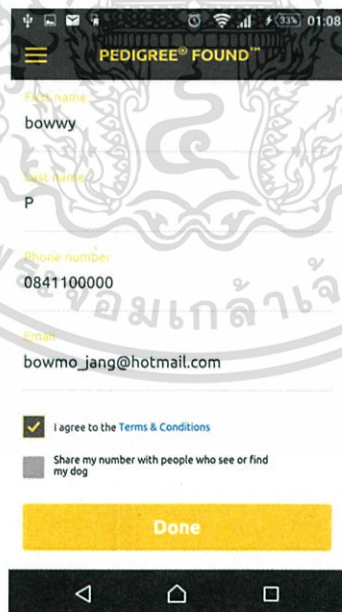 33% 01:08
PEDIGREE® FOUND™
First name
bowwy
Last name
P
Phone number
0841100000
Email
bowmo_jang@hotmail.com
I agree to the Terms & Conditions
Share my number with people who see or find
my dog
Done